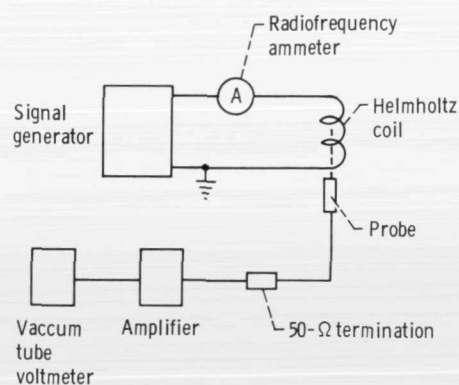 Radiofrequency
ammeter
A
Signal
generator
Helmholtz
coil
Probe
Vaccum
tube
voltmeter
Amplifier
50-Ω termination